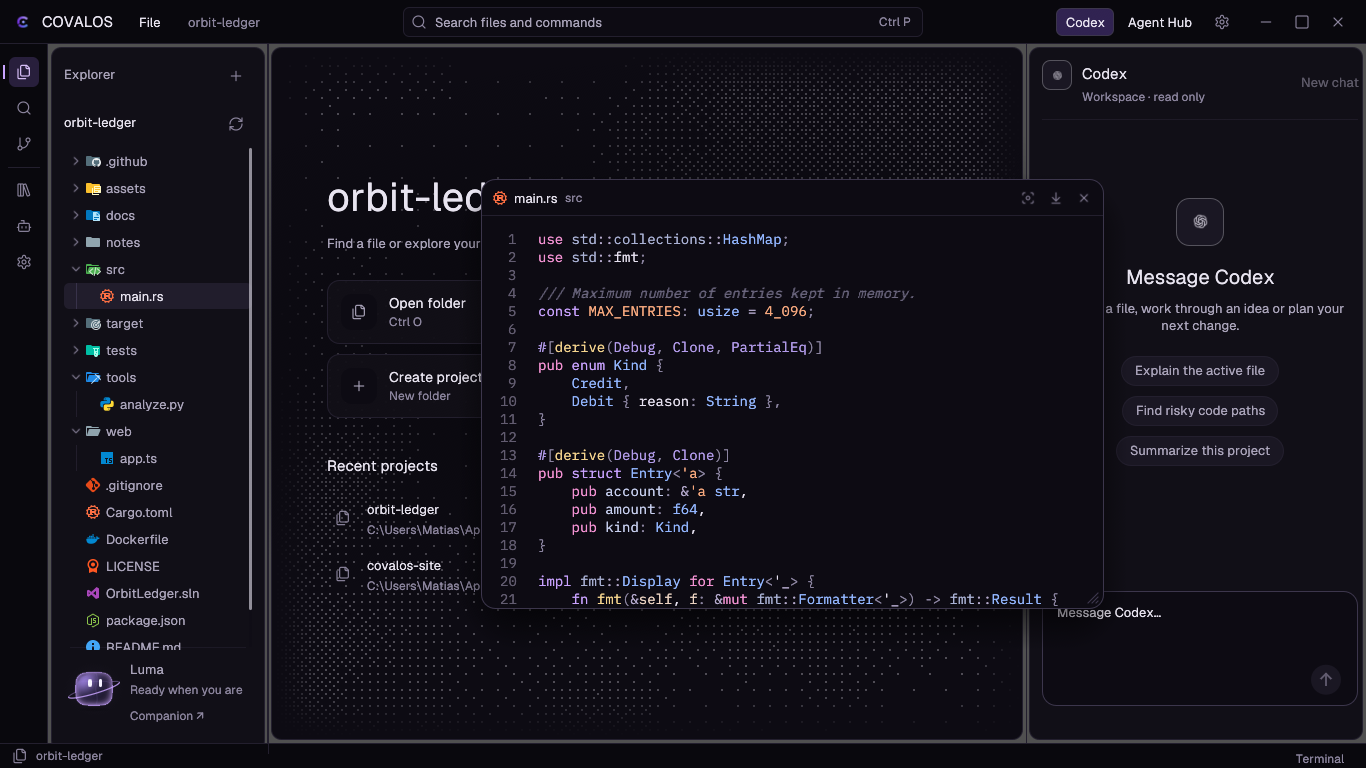 COVALOS File orbit-ledger Search files and commands Ctrl P Codex Agent Hub
Explorer
orbit-ledger
.github
assets
docs
notes
src
main.rs
target
tests
tools
analyze.py
web
app.ts
.gitignore
Cargo.toml
Dockerfile
LICENSE
OrbitLedger.sln
package.json
README.md
Luma
Ready when you are
Companion ↗
orbit-led
Find a file or explore your
Open folder
Ctrl O
Create project
New folder
Recent projects
orbit-ledger
C:\Users\Matias\Ap
covalos-site
C:\Users\Matias\Ap
main.rs src
1 use std::collections::HashMap;
2 use std::fmt;
3
4 /// Maximum number of entries kept in memory.
5 const MAX_ENTRIES: usize = 4_096;
6
7 #[derive(Debug, Clone, PartialEq)]
8 pub enum Kind {
9     Credit,
10     Debit { reason: String },
11 }
12
13 #[derive(Debug, Clone)]
14 pub struct Entry<'a> {
15     pub account: &'a str,
16     pub amount: f64,
17     pub kind: Kind,
18 }
19
20 impl fmt::Display for Entry<'_> {
21     fn fmt(&self, f: &mut fmt::Formatter<'_>) -> fmt::Result {
Codex
Workspace · read only
New chat
Message Codex
a file, work through an idea or plan your
next change.
Explain the active file
Find risky code paths
Summarize this project
Message Codex…
orbit-ledger
Terminal